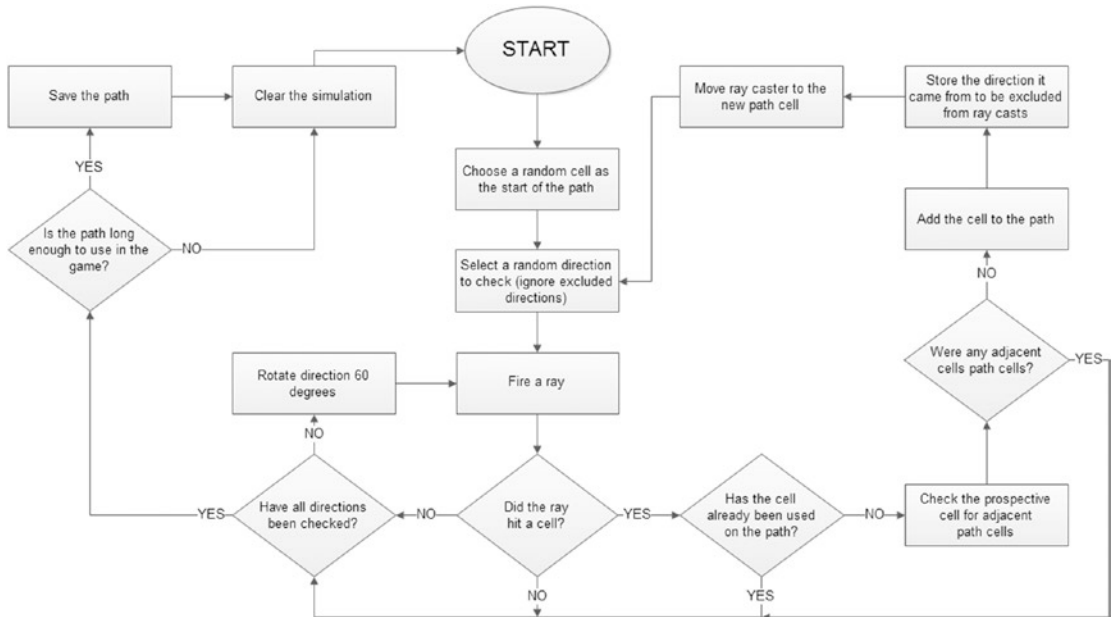 START
Save the path
Clear the simulation
Move ray caster to the
new path cell
Store the direction it
came from to be excluded
from ray casts
YES
Choose a random cell as
the start of the path
Is the path long
enough to use in the
game?
NO
Add the cell to the path
Select a random direction
to check (ignore excluded
directions)
NO
Were any adjacent
cells path cells?
YES
Rotate direction 60
degrees
Fire a ray
NO
YES
Have all directions
been checked?
NO
Did the ray
hit a cell?
YES
Has the cell
already been used
on the path?
NO
Check the prospective
cell for adjacent
path cells
NO
YES